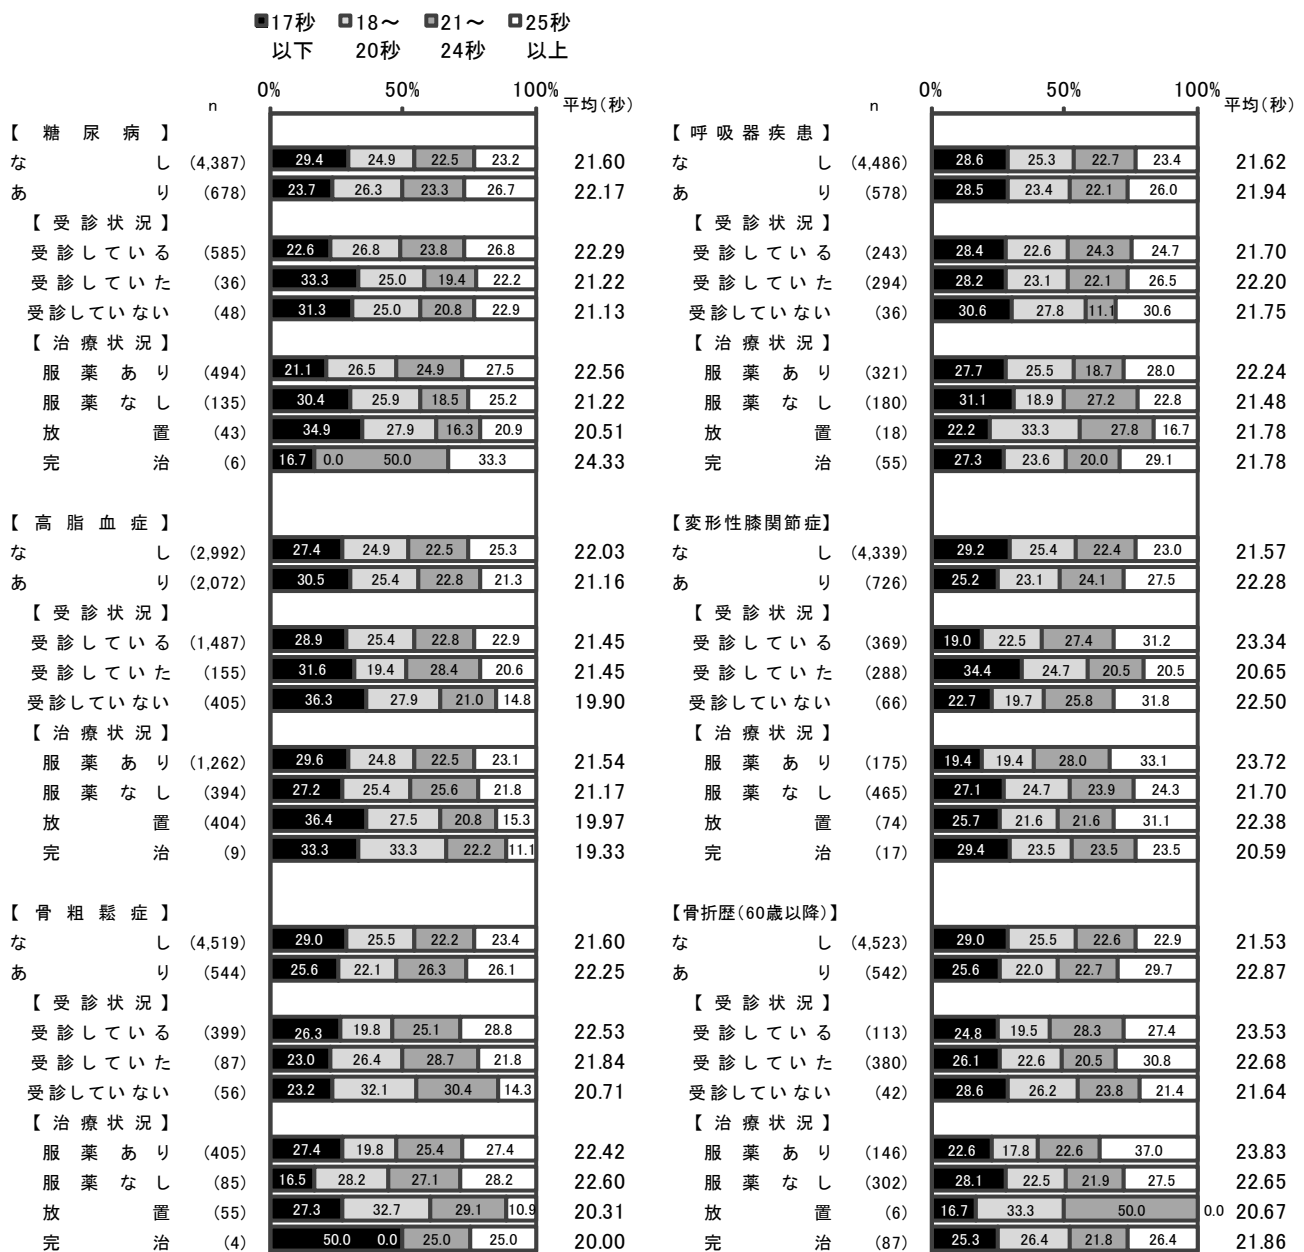 17秒以下 18～20秒 21～24秒 25秒以上
n 0% 50% 100% 平均(秒)
【糖尿病】
なし (4,387) 29.4 24.9 22.5 23.2 21.60
あり (678) 23.7 26.3 23.3 26.7 22.17
【受診状況】
受診している (585) 22.6 26.8 23.8 26.8 22.29
受診していた (36) 33.3 25.0 19.4 22.2 21.22
受診していない (48) 31.3 25.0 20.8 22.9 21.13
【治療状況】
服薬あり (494) 21.1 26.5 24.9 27.5 22.56
服薬なし (135) 30.4 25.9 18.5 25.2 21.22
放置 (43) 34.9 27.9 16.3 20.9 20.51
完治 (6) 16.7 0.0 50.0 33.3 24.33
【高脂血症】
なし (2,992) 27.4 24.9 22.5 25.3 22.03
あり (2,072) 30.5 25.4 22.8 21.3 21.16
【受診状況】
受診している (1,487) 28.9 25.4 22.8 22.9 21.45
受診していた (155) 31.6 19.4 28.4 20.6 21.45
受診していない (405) 36.3 27.9 21.0 14.8 19.90
【治療状況】
服薬あり (1,262) 29.6 24.8 22.5 23.1 21.54
服薬なし (394) 27.2 25.4 25.6 21.8 21.17
放置 (404) 36.4 27.5 20.8 15.3 19.97
完治 (9) 33.3 33.3 22.2 11.1 19.33
【骨粗鬆症】
なし (4,519) 29.0 25.5 22.2 23.4 21.60
あり (544) 25.6 22.1 26.3 26.1 22.25
【受診状況】
受診している (399) 26.3 19.8 25.1 28.8 22.53
受診していた (87) 23.0 26.4 28.7 21.8 21.84
受診していない (56) 23.2 32.1 30.4 14.3 20.71
【治療状況】
服薬あり (405) 27.4 19.8 25.4 27.4 22.42
服薬なし (85) 16.5 28.2 27.1 28.2 22.60
放置 (55) 27.3 32.7 29.1 10.9 20.31
完治 (4) 50.0 0.0 25.0 25.0 20.00
n 0% 50% 100% 平均(秒)
【呼吸器疾患】
なし (4,486) 28.6 25.3 22.7 23.4 21.62
あり (578) 28.5 23.4 22.1 26.0 21.94
【受診状況】
受診している (243) 28.4 22.6 24.3 24.7 21.70
受診していた (294) 28.2 23.1 22.1 26.5 22.20
受診していない (36) 30.6 27.8 11.1 30.6 21.75
【治療状況】
服薬あり (321) 27.7 25.5 18.7 28.0 22.24
服薬なし (180) 31.1 18.9 27.2 22.8 21.48
放置 (18) 22.2 33.3 27.8 16.7 21.78
完治 (55) 27.3 23.6 20.0 29.1 21.78
【変形性膝関節症】
なし (4,339) 29.2 25.4 22.4 23.0 21.57
あり (726) 25.2 23.1 24.1 27.5 22.28
【受診状況】
受診している (369) 19.0 22.5 27.4 31.2 23.34
受診していた (288) 34.4 24.7 20.5 20.5 20.65
受診していない (66) 22.7 19.7 25.8 31.8 22.50
【治療状況】
服薬あり (175) 19.4 19.4 28.0 33.1 23.72
服薬なし (465) 27.1 24.7 23.9 24.3 21.70
放置 (74) 25.7 21.6 21.6 31.1 22.38
完治 (17) 29.4 23.5 23.5 23.5 20.59
【骨折歴(60歳以降)】
なし (4,523) 29.0 25.5 22.6 22.9 21.53
あり (542) 25.6 22.0 22.7 29.7 22.87
【受診状況】
受診している (113) 24.8 19.5 28.3 27.4 23.53
受診していた (380) 26.1 22.6 20.5 30.8 22.68
受診していない (42) 28.6 26.2 23.8 21.4 21.64
【治療状況】
服薬あり (146) 22.6 17.8 22.6 37.0 23.83
服薬なし (302) 28.1 22.5 21.9 27.5 22.65
放置 (6) 16.7 33.3 50.0 0.0 20.67
完治 (87) 25.3 26.4 21.8 26.4 21.86